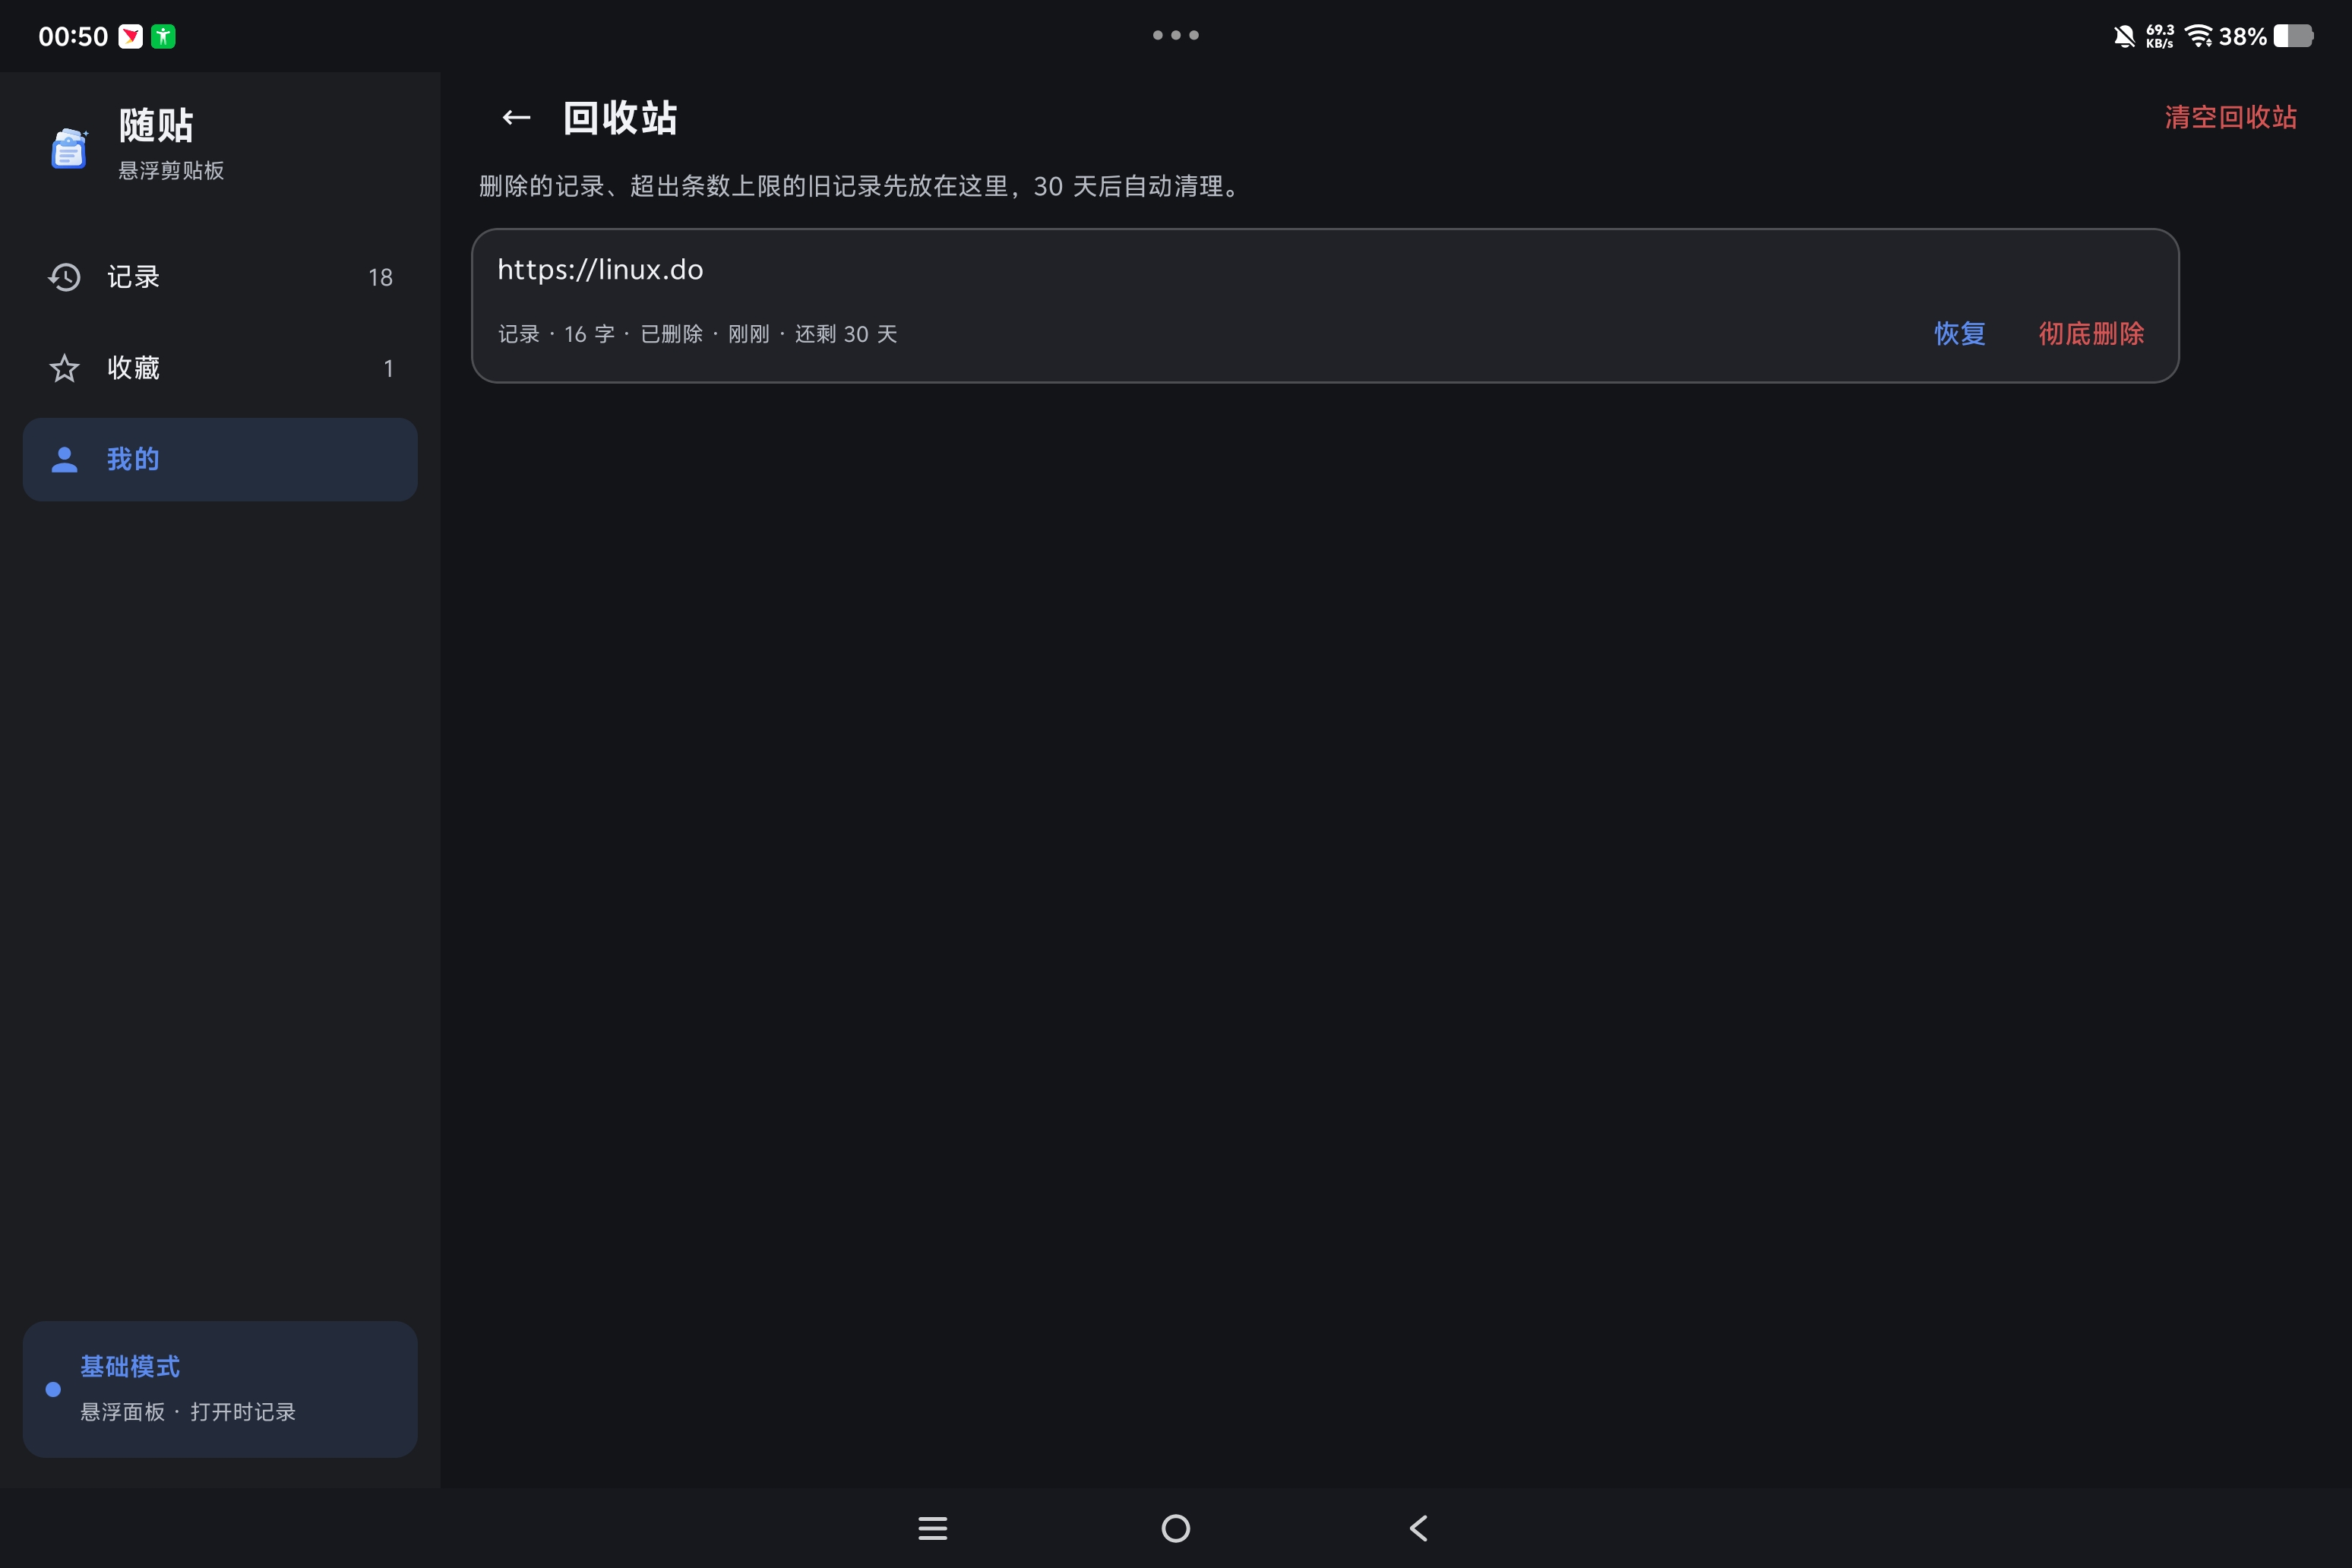 00:50
69.3 KB/s 38%
随贴
悬浮剪贴板
记录 18
收藏 1
我的
基础模式
悬浮面板 · 打开时记录
← 回收站
清空回收站
删除的记录、超出条数上限的旧记录先放在这里，30 天后自动清理。
https://linux.do
记录 · 16 字 · 已删除 · 刚刚 · 还剩 30 天
恢复 彻底删除